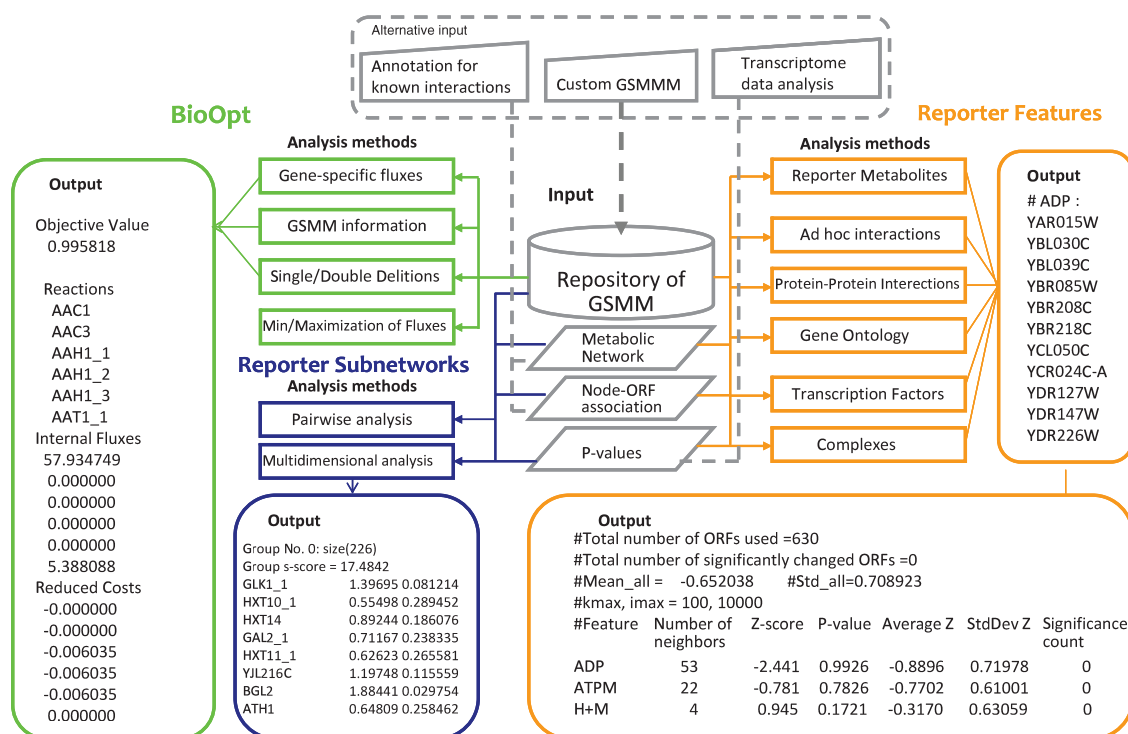 Alternative input
Annotation for
known interactions
Custom GSMMM
Transcriptome
data analysis
BioOpt
Reporter Features
Analysis methods
Gene-specific fluxes
GSMM information
Single/Double Delitions
Min/Maximization of Fluxes
Output
Objective Value
0.995818
Reactions
AAC1
AAC3
AAH1_1
AAH1_2
AAH1_3
AAT1_1
Internal Fluxes
57.934749
0.000000
0.000000
0.000000
0.000000
5.388088
Reduced Costs
-0.000000
-0.000000
-0.006035
-0.000000
-0.006035
0.000000
Input
Repository of
GSMM
Metabolic
Network
Node-ORF
association
P-values
Reporter Subnetworks
Analysis methods
Pairwise analysis
Multidimensional analysis
Output
Group No. 0: size(226)
Group s-score = 17.4842
GLK1_1 1.39695 0.081214
HXT10_1 0.55498 0.289452
HXT14 0.89244 0.186076
GAL2_1 0.71167 0.238335
HXT11_1 0.62623 0.265581
YJL216C 1.19748 0.115559
BGL2 1.88441 0.029754
ATH1 0.64809 0.258462
Analysis methods
Reporter Metabolites
Ad hoc interactions
Protein-Protein Interections
Gene Ontology
Transcription Factors
Complexes
Output
# ADP :
YAR015W
YBL030C
YBL039C
YBR085W
YBR208C
YBR218C
YCL050C
YCR024C-A
YDR127W
YDR147W
YDR226W
Output
#Total number of ORFs used =630
#Total number of significantly changed ORFs =0
#Mean_all = -0.652038 #Std_all=0.708923
#kmax, imax = 100, 10000
#Feature Number of neighbors Z-score P-value Average Z StdDev Z Significance count
ADP 53 -2.441 0.9926 -0.8896 0.71978 0
ATPM 22 -0.781 0.7826 -0.7702 0.61001 0
H+M 4 0.945 0.1721 -0.3170 0.63059 0